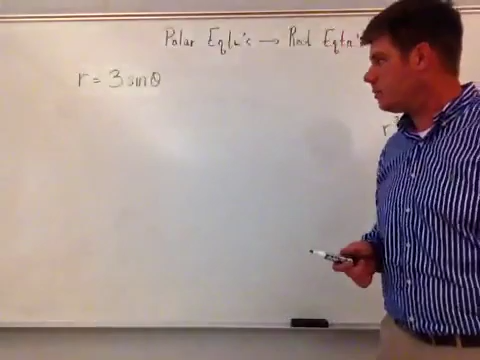 Polar Eqtn's → Rect Eqtn's
r = 3 sin θ
r